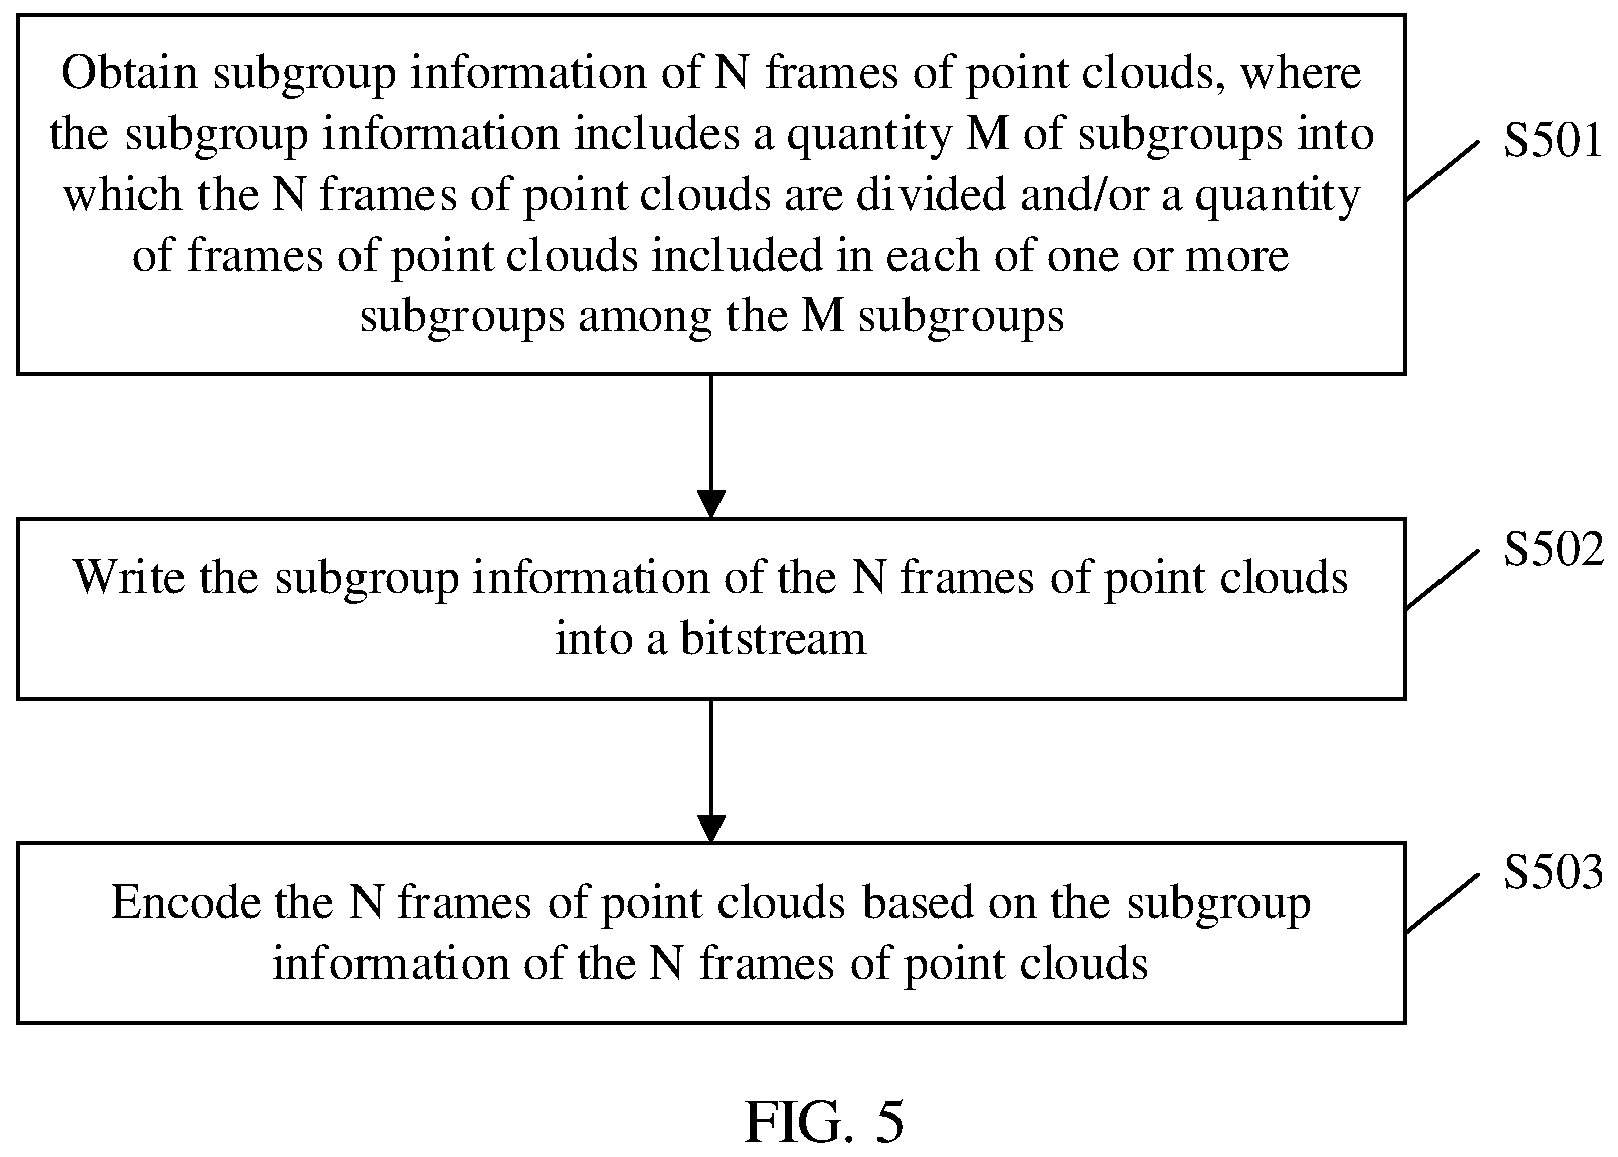 Obtain subgroup information of N frames of point clouds, where
the subgroup information includes a quantity M of subgroups into
which the N frames of point clouds are divided and/or a quantity
of frames of point clouds included in each of one or more
subgroups among the M subgroups
S501
Write the subgroup information of the N frames of point clouds
into a bitstream
S502
Encode the N frames of point clouds based on the subgroup
information of the N frames of point clouds
S503
FIG. 5